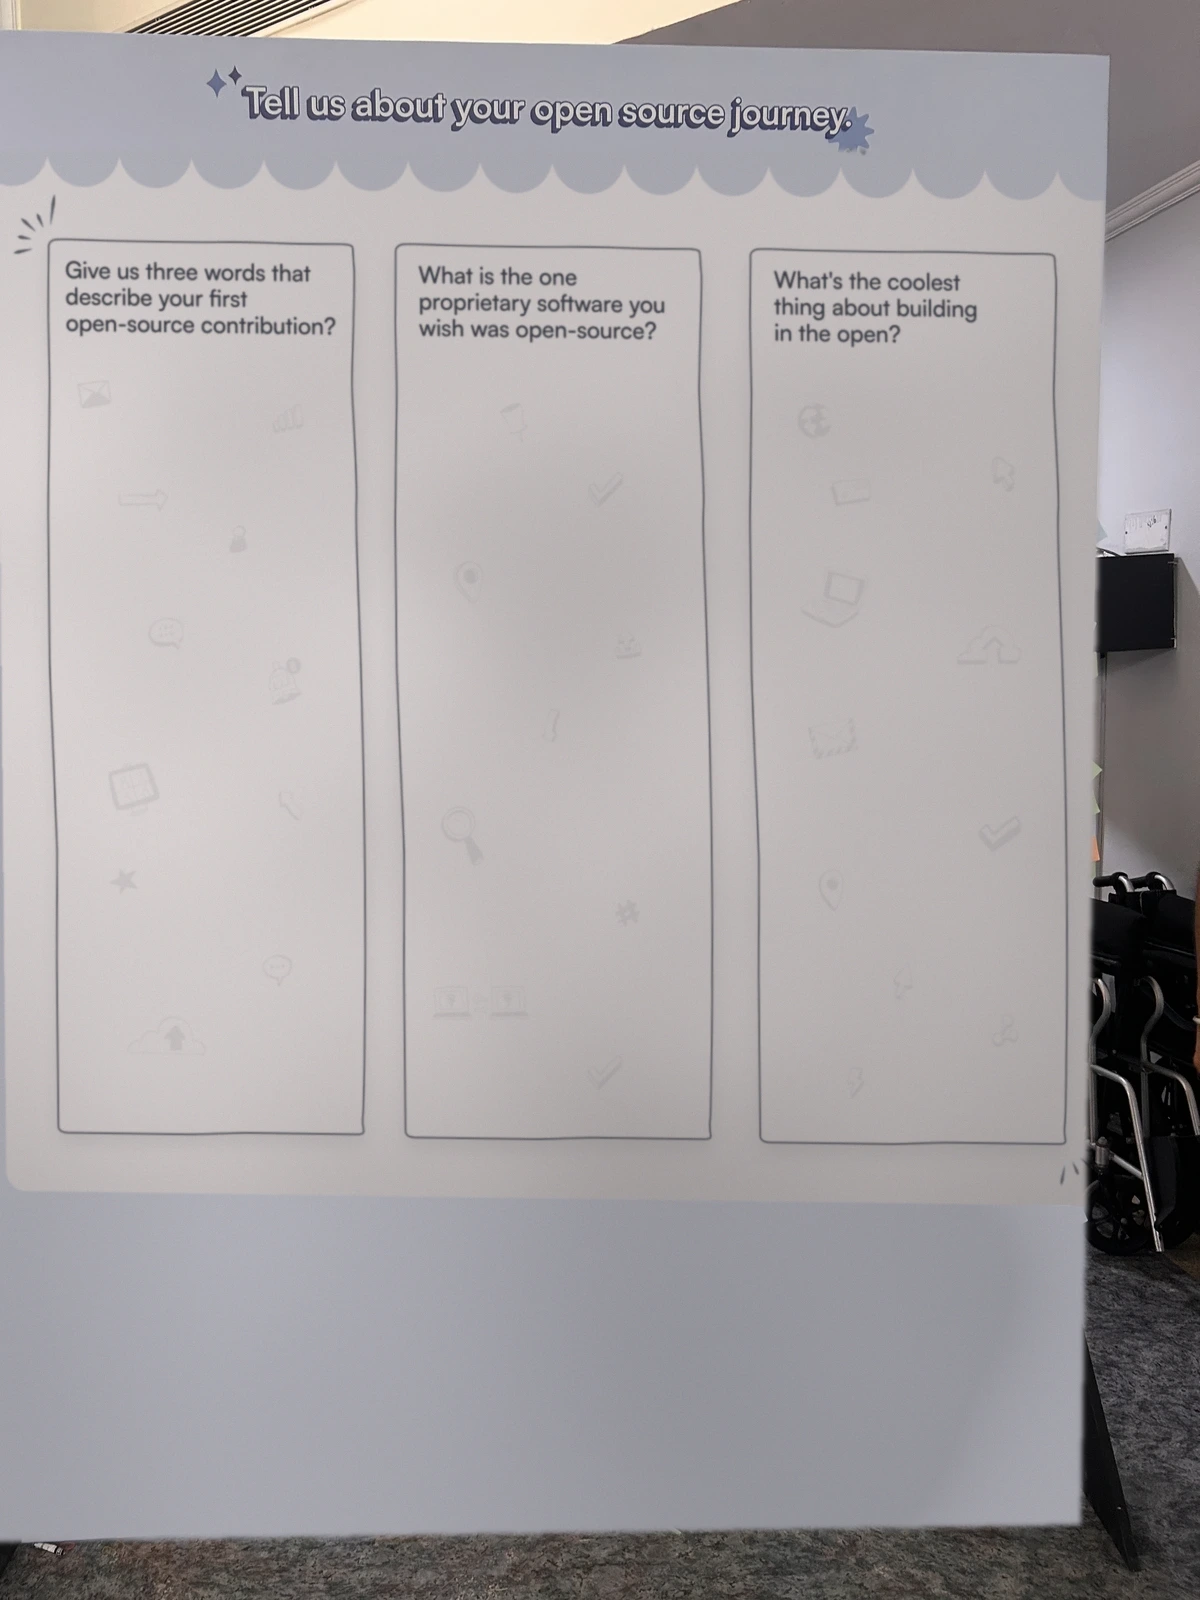 Tell us about your open source journey.
Give us three words that
describe your first
open-source contribution?
What is the one
proprietary software you
wish was open-source?
What's the coolest
thing about building
in the open?